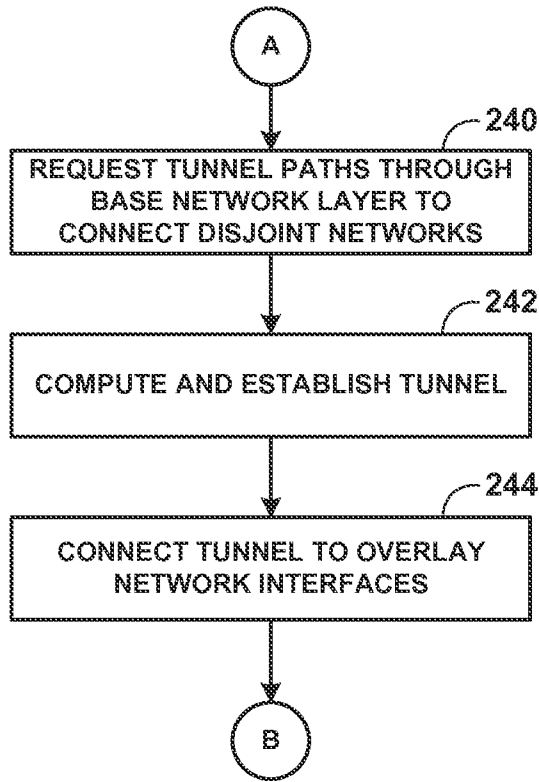 A
240
REQUEST TUNNEL PATHS THROUGH
BASE NETWORK LAYER TO
CONNECT DISJOINT NETWORKS
242
COMPUTE AND ESTABLISH TUNNEL
244
CONNECT TUNNEL TO OVERLAY
NETWORK INTERFACES
B